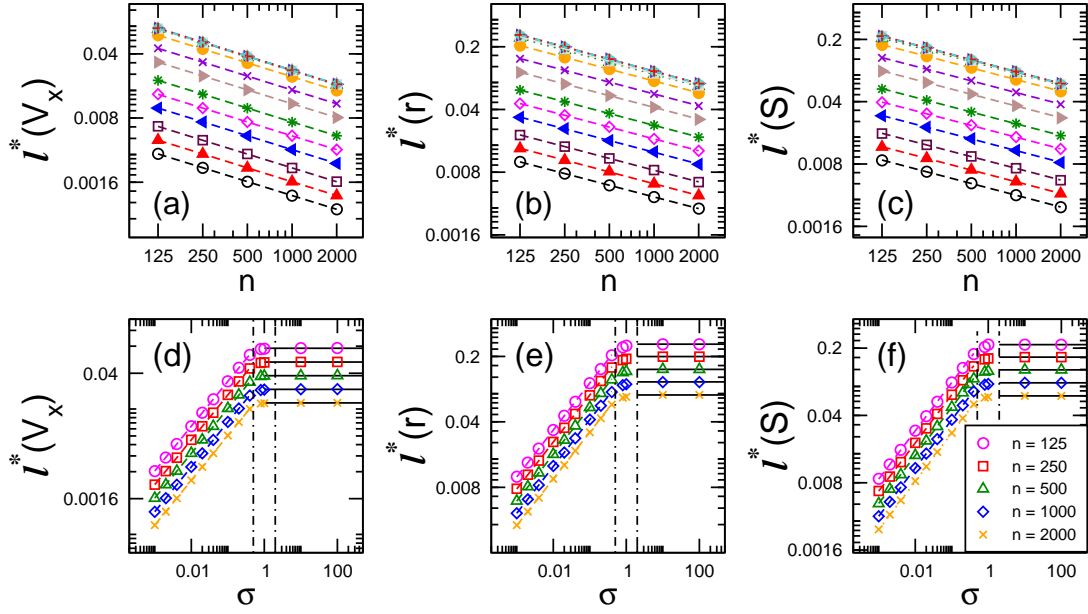 l* (Vx)
0.04
0.008
0.0016
(a)
125 250 500 1000 2000
n
l* (r)
0.2
0.04
0.008
0.0016
(b)
125 250 500 1000 2000
n
l* (S)
0.2
0.04
0.008
0.0016
(c)
125 250 500 1000 2000
n
l* (Vx)
0.04
0.0016
(d)
0.01 1 100
σ
l* (r)
0.2
0.008
(e)
0.01 1 100
σ
l* (S)
0.2
0.04
0.008
0.0016
(f)
n = 125
n = 250
n = 500
n = 1000
n = 2000
0.01 1 100
σ